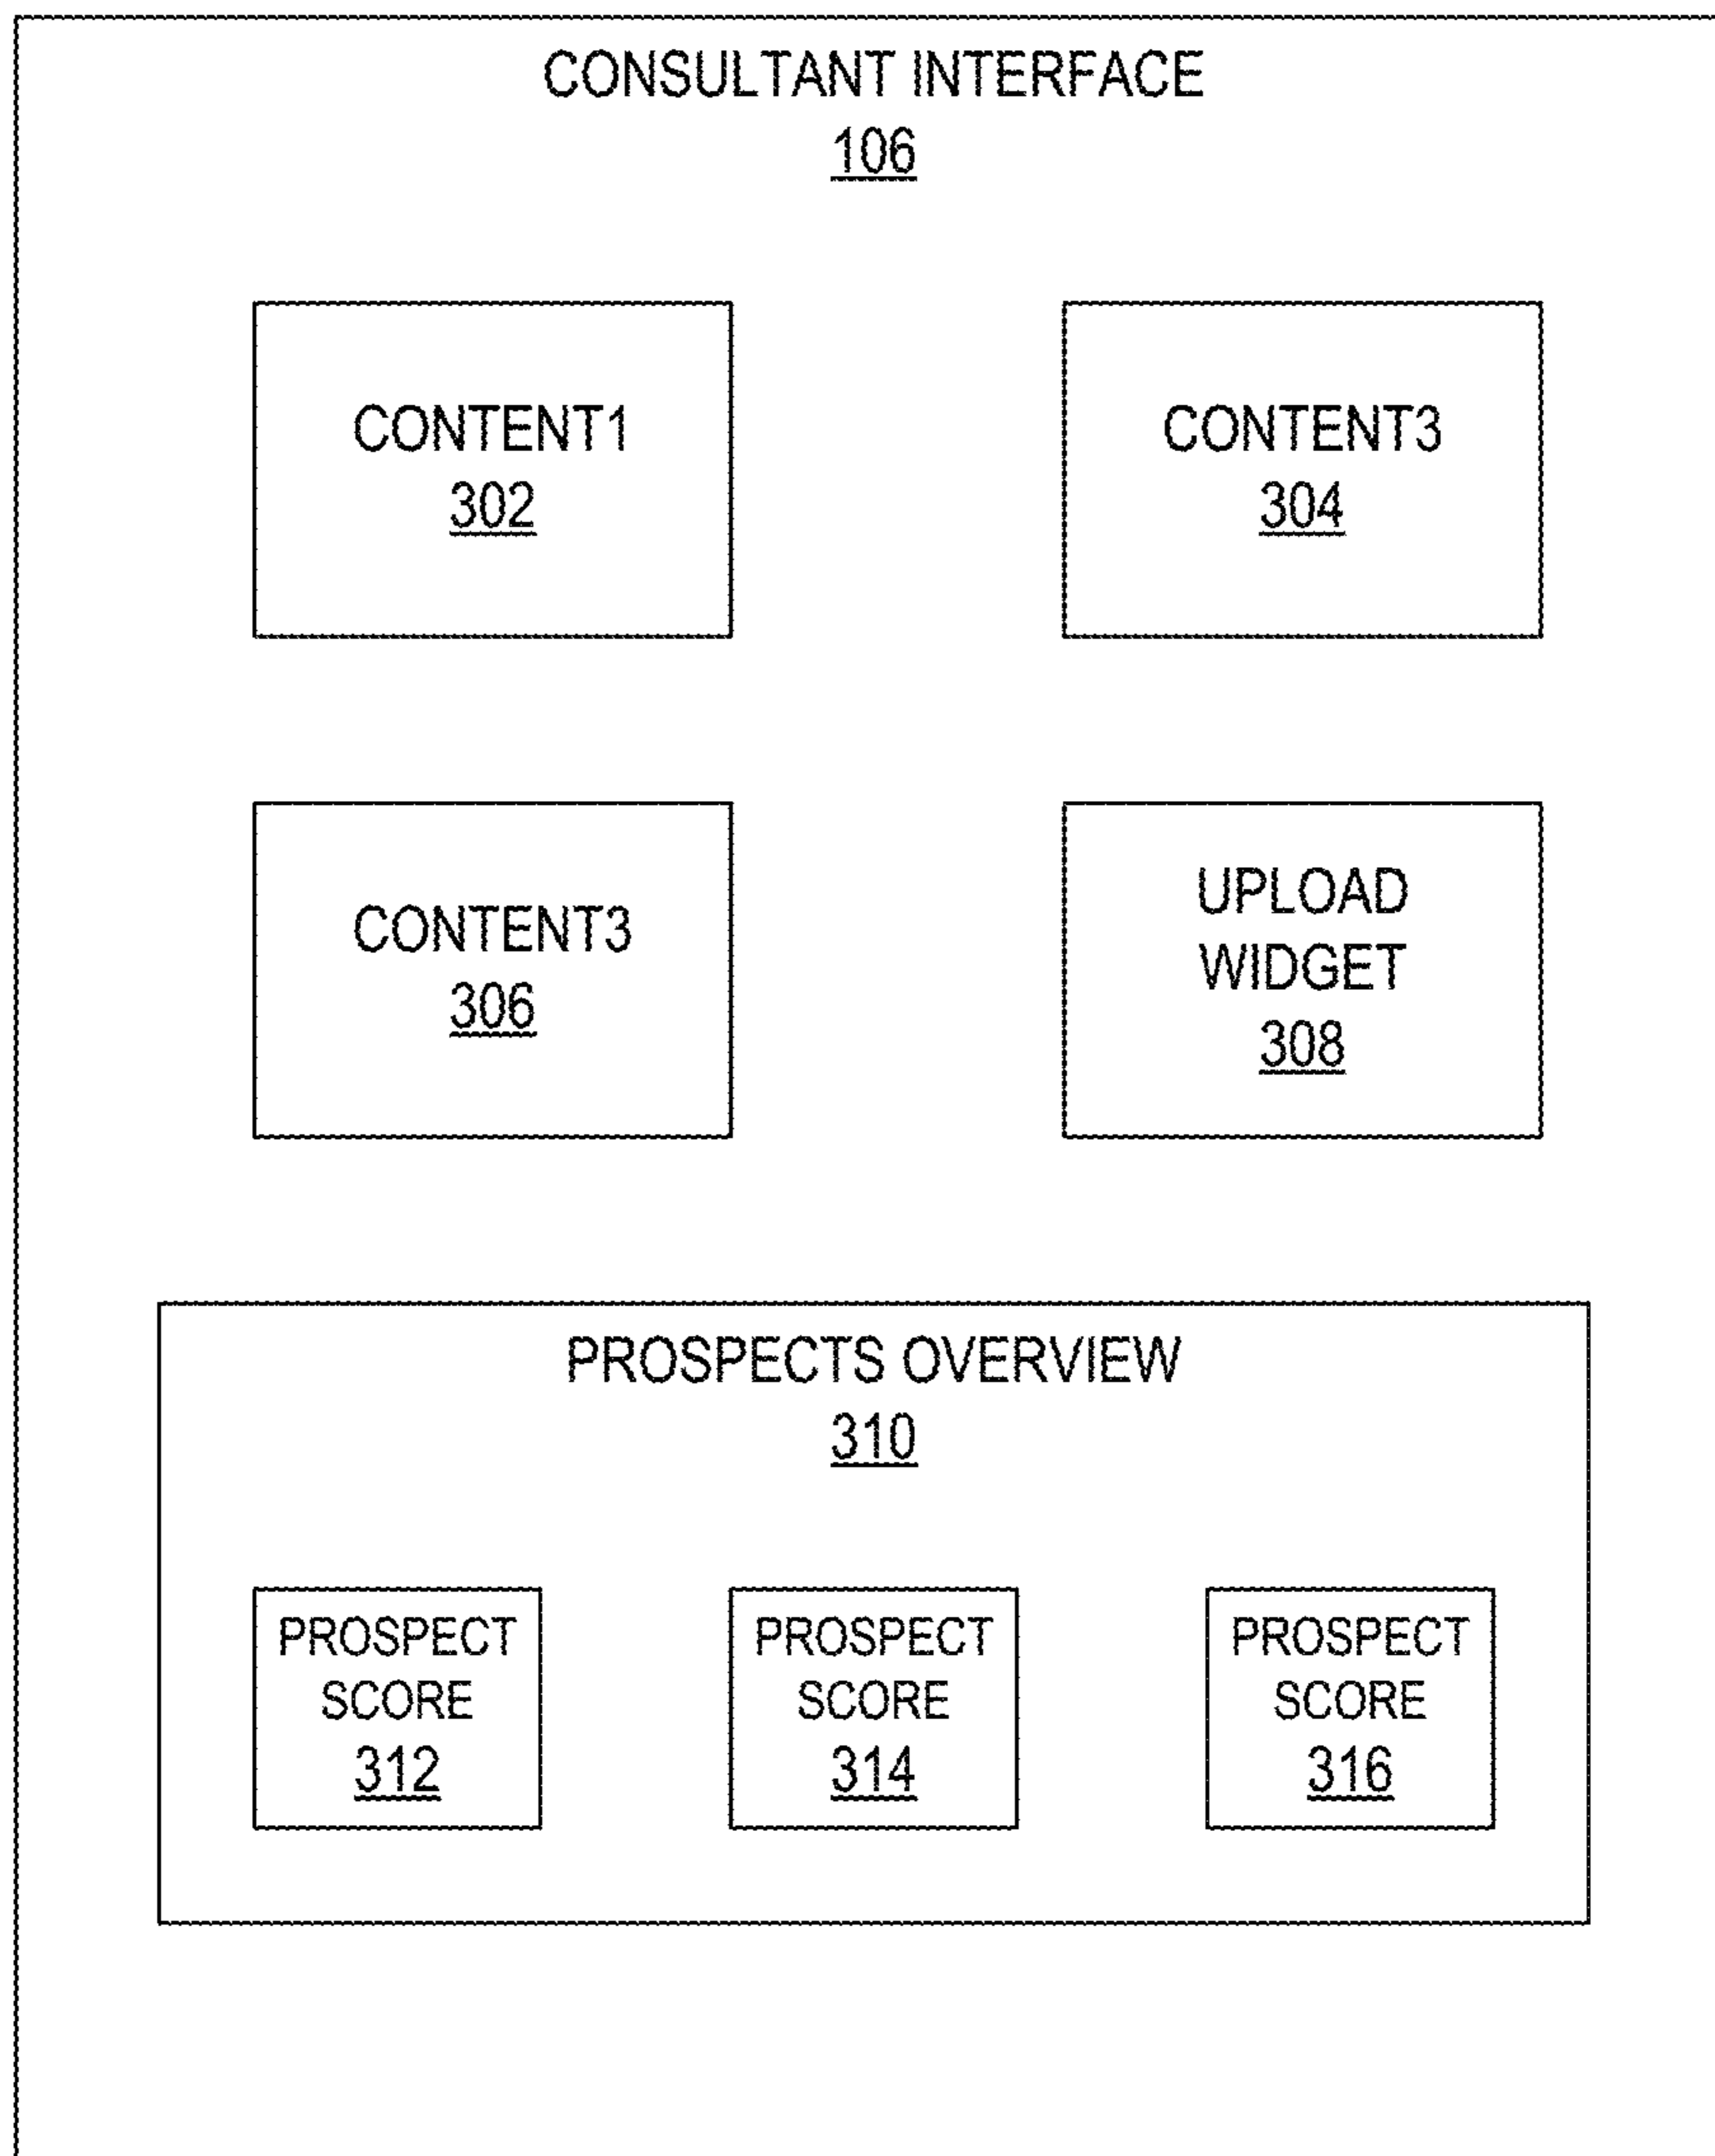 CONSULTANT INTERFACE
106
CONTENT1
302
CONTENT3
304
CONTENT3
306
UPLOAD
WIDGET
308
PROSPECTS OVERVIEW
310
PROSPECT
SCORE
312
PROSPECT
SCORE
314
PROSPECT
SCORE
316